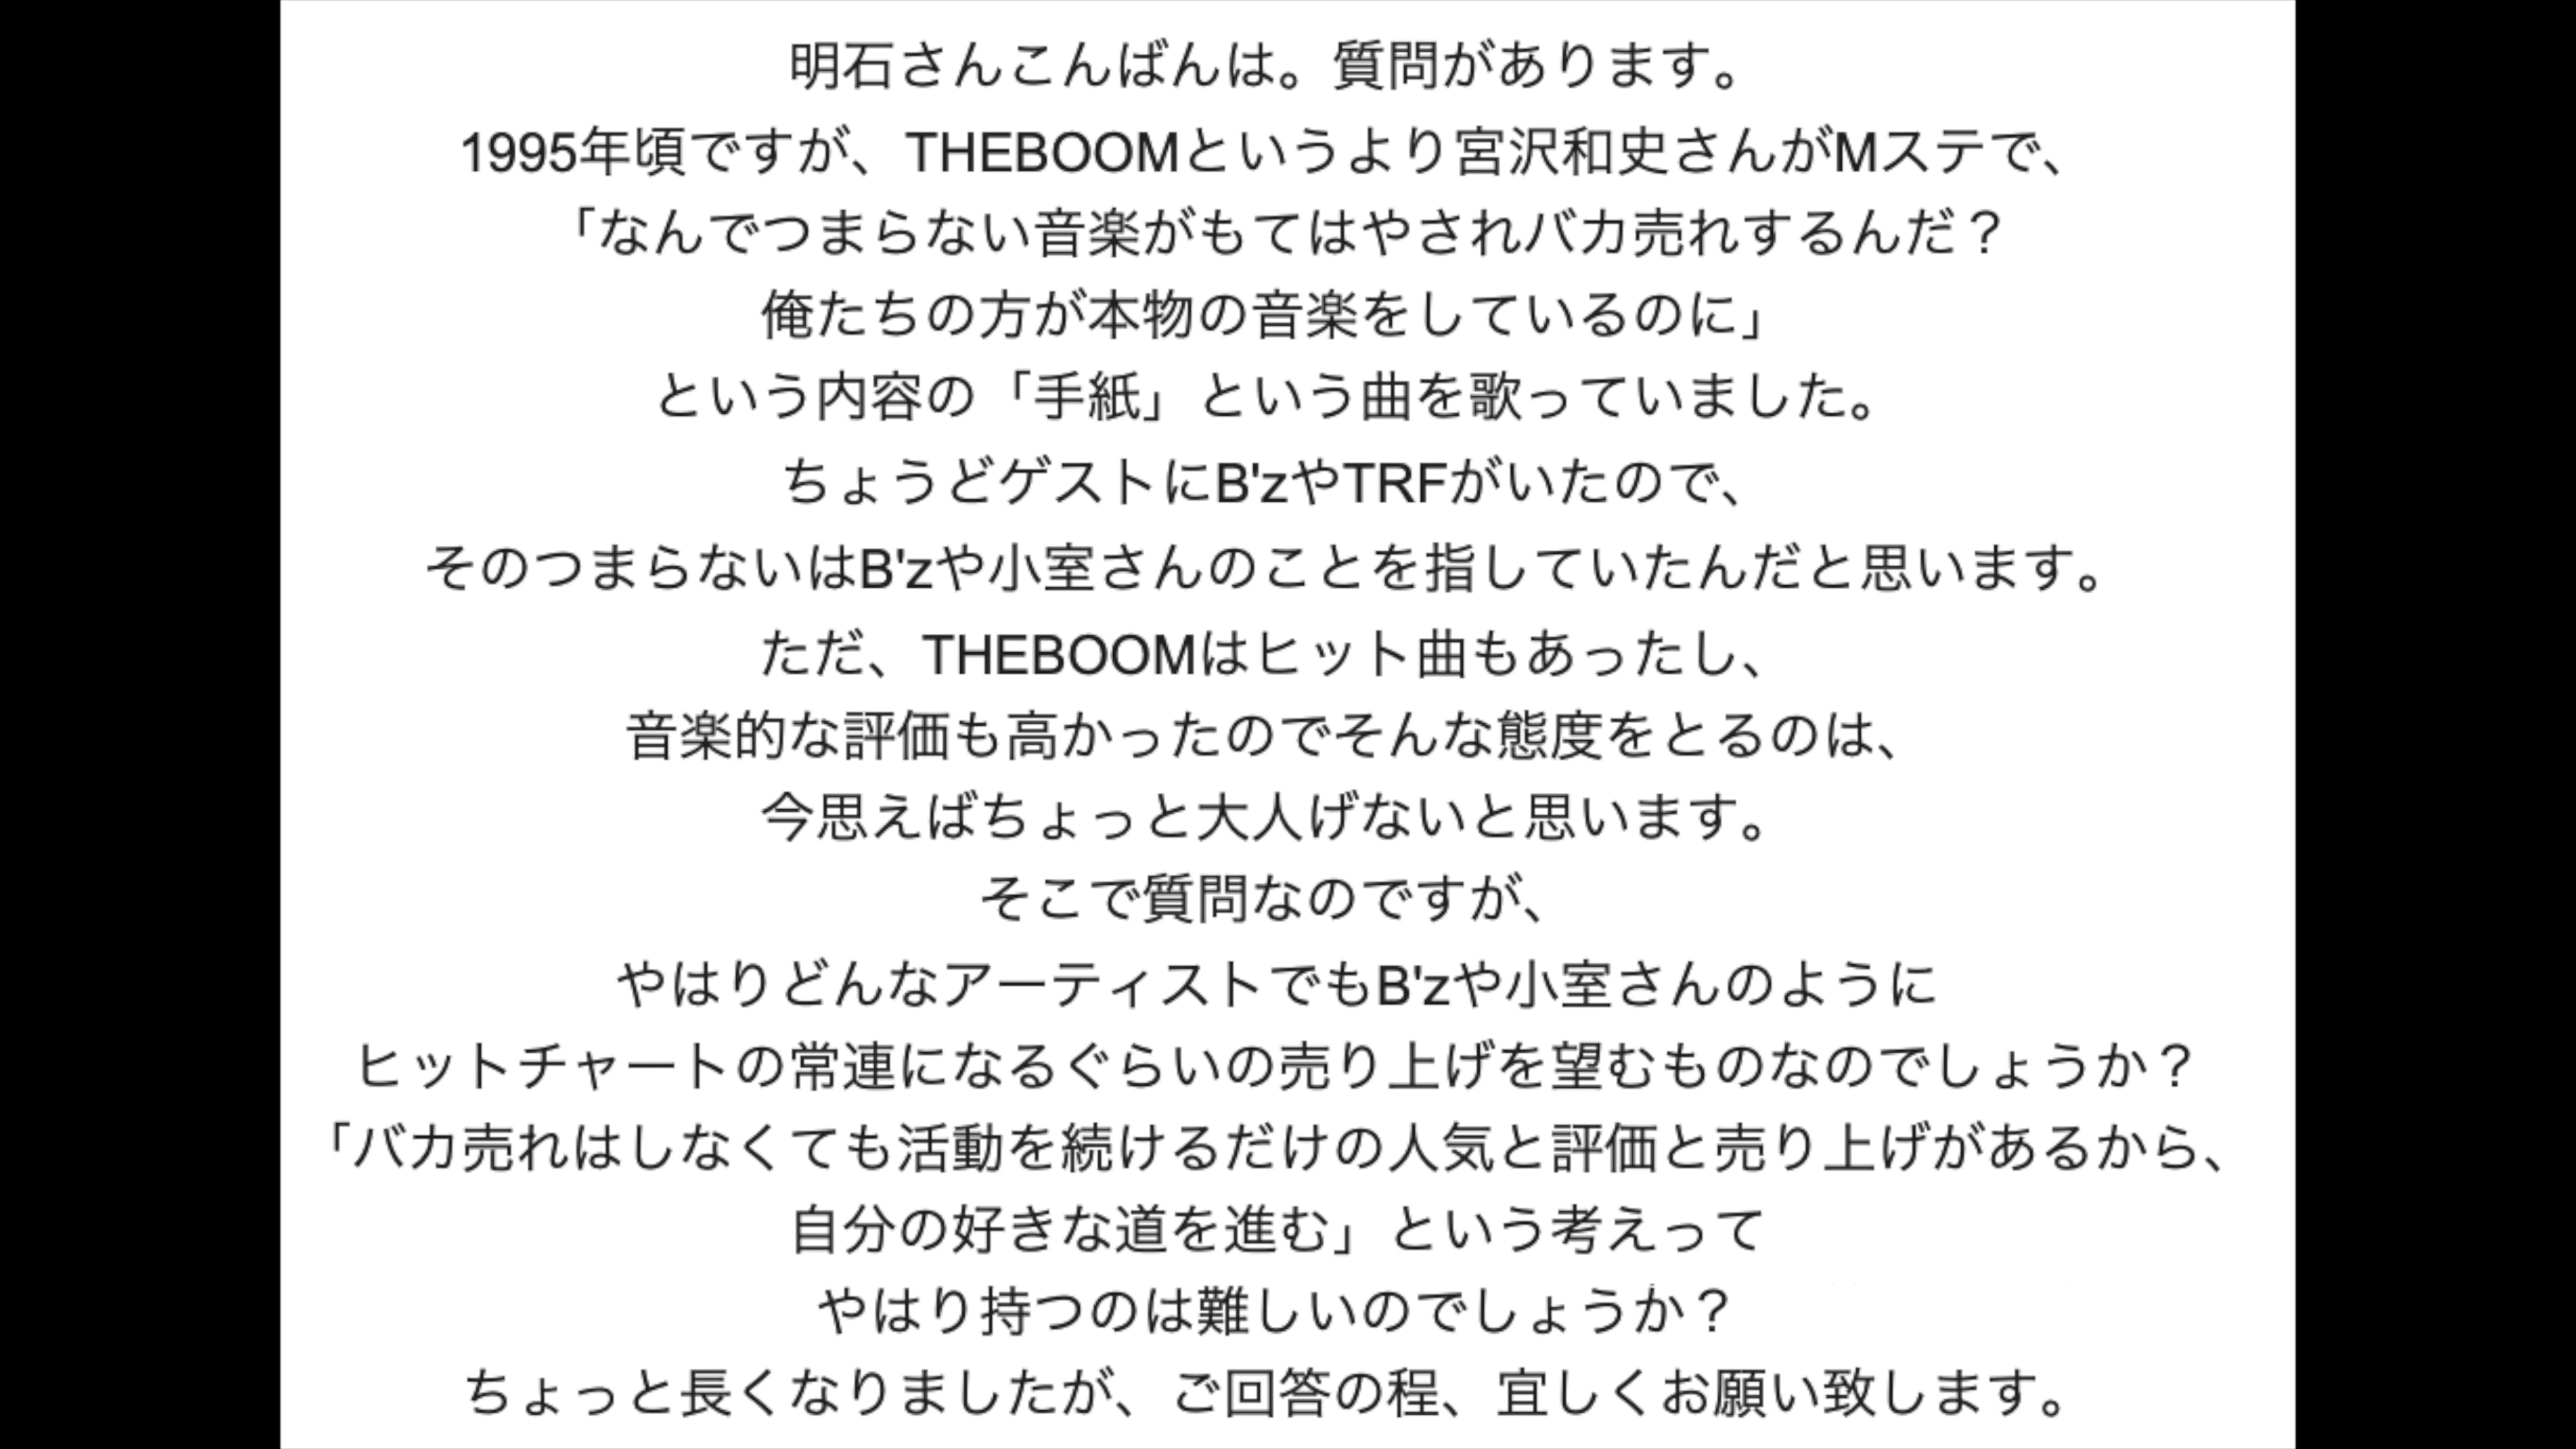 明石さんこんばんは。質問があります。
1995年頃ですが、THEBOOMというより宮沢和史さんがMステで、
「なんでつまらない音楽がもてはやされバカ売れするんだ？
俺たちの方が本物の音楽をしているのに」
という内容の「手紙」という曲を歌っていました。
ちょうどゲストにB'zやTRFがいたので、
そのつまらないはB'zや小室さんのことを指していたんだと思います。
ただ、THEBOOMはヒット曲もあったし、
音楽的な評価も高かったのでそんな態度をとるのは、
今思えばちょっと大人げないと思います。
そこで質問なのですが、
やはりどんなアーティストでもB'zや小室さんのように
ヒットチャートの常連になるぐらいの売り上げを望むものなのでしょうか？
「バカ売れはしなくても活動を続けるだけの人気と評価と売り上げがあるから、
自分の好きな道を進む」という考えって
やはり持つのは難しいのでしょうか？
ちょっと長くなりましたが、ご回答の程、宜しくお願い致します。